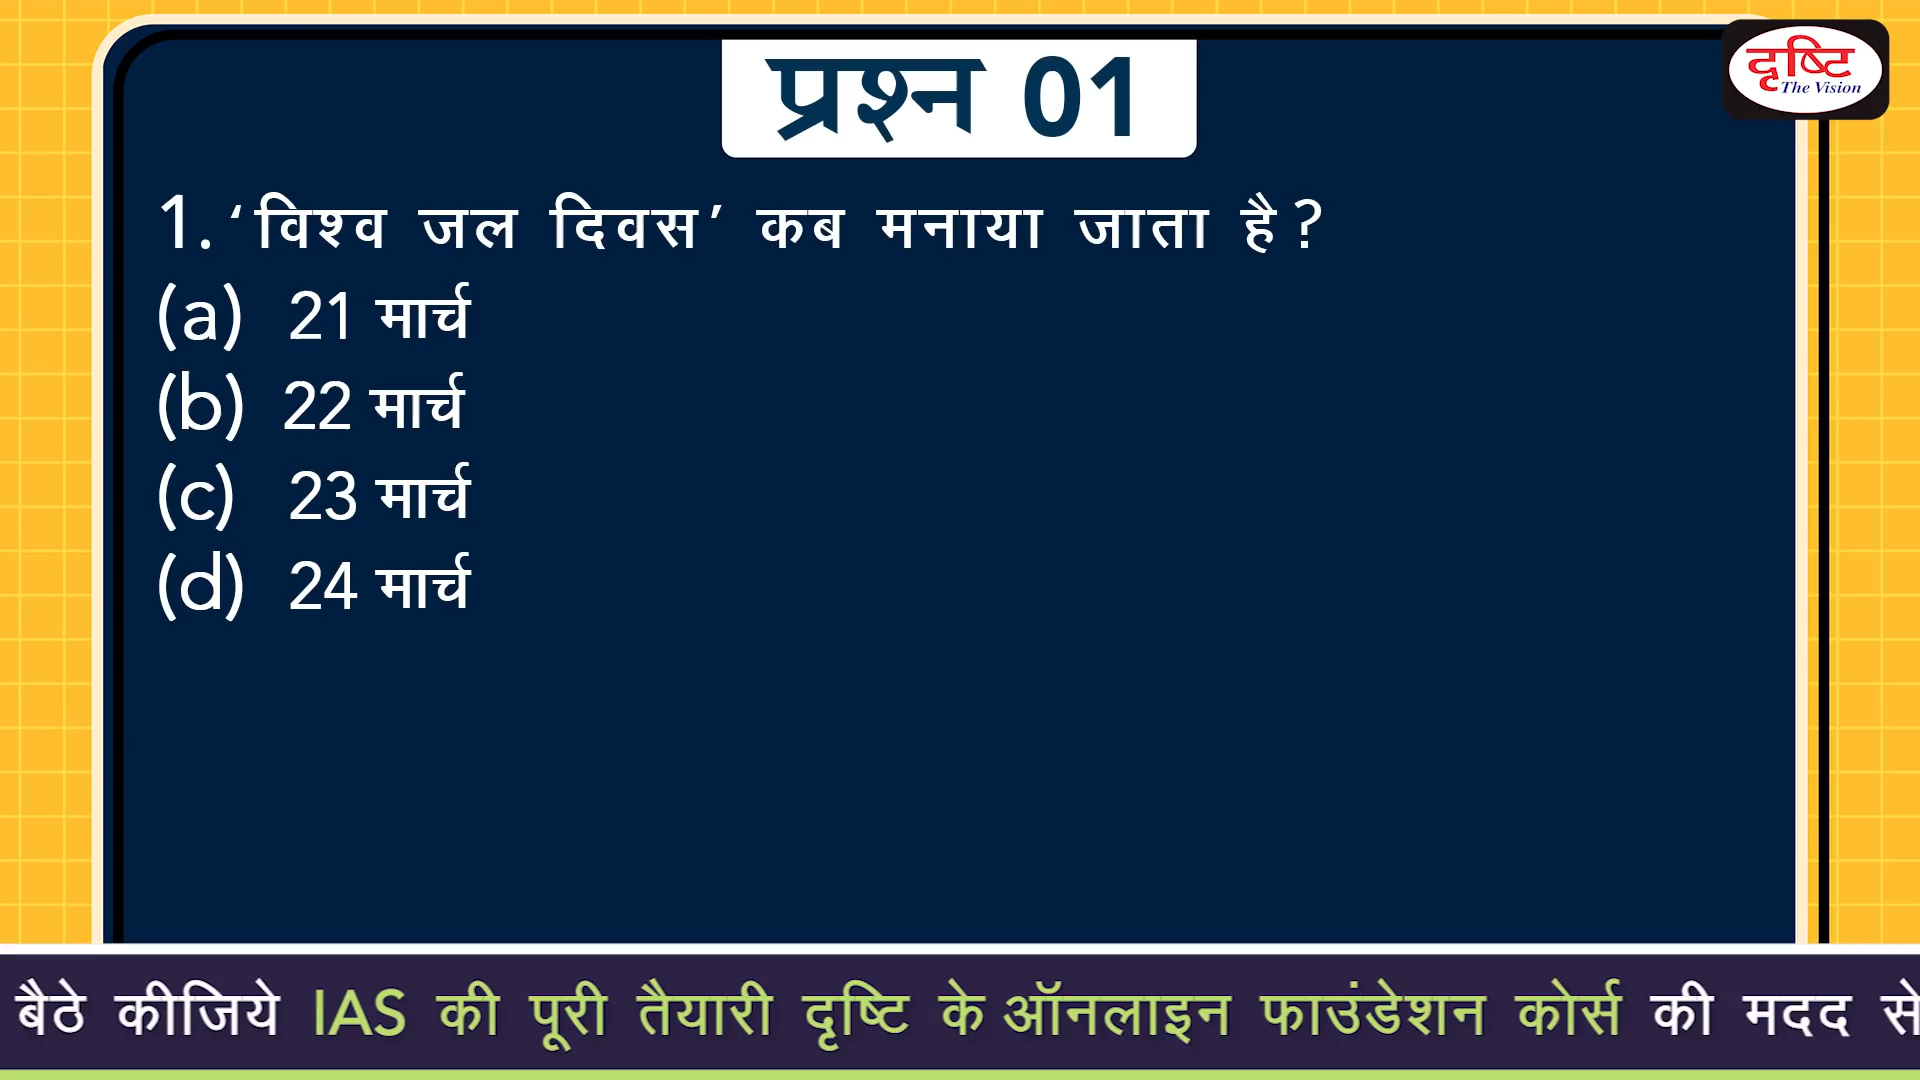 प्रश्न 01
दृष्टि
The Vision
1. ‘विश्व जल दिवस’ कब मनाया जाता है?
(a) 21 मार्च
(b) 22 मार्च
(c) 23 मार्च
(d) 24 मार्च
बैठे कीजिये IAS की पूरी तैयारी दृष्टि के ऑनलाइन फाउंडेशन कोर्स की मदद से